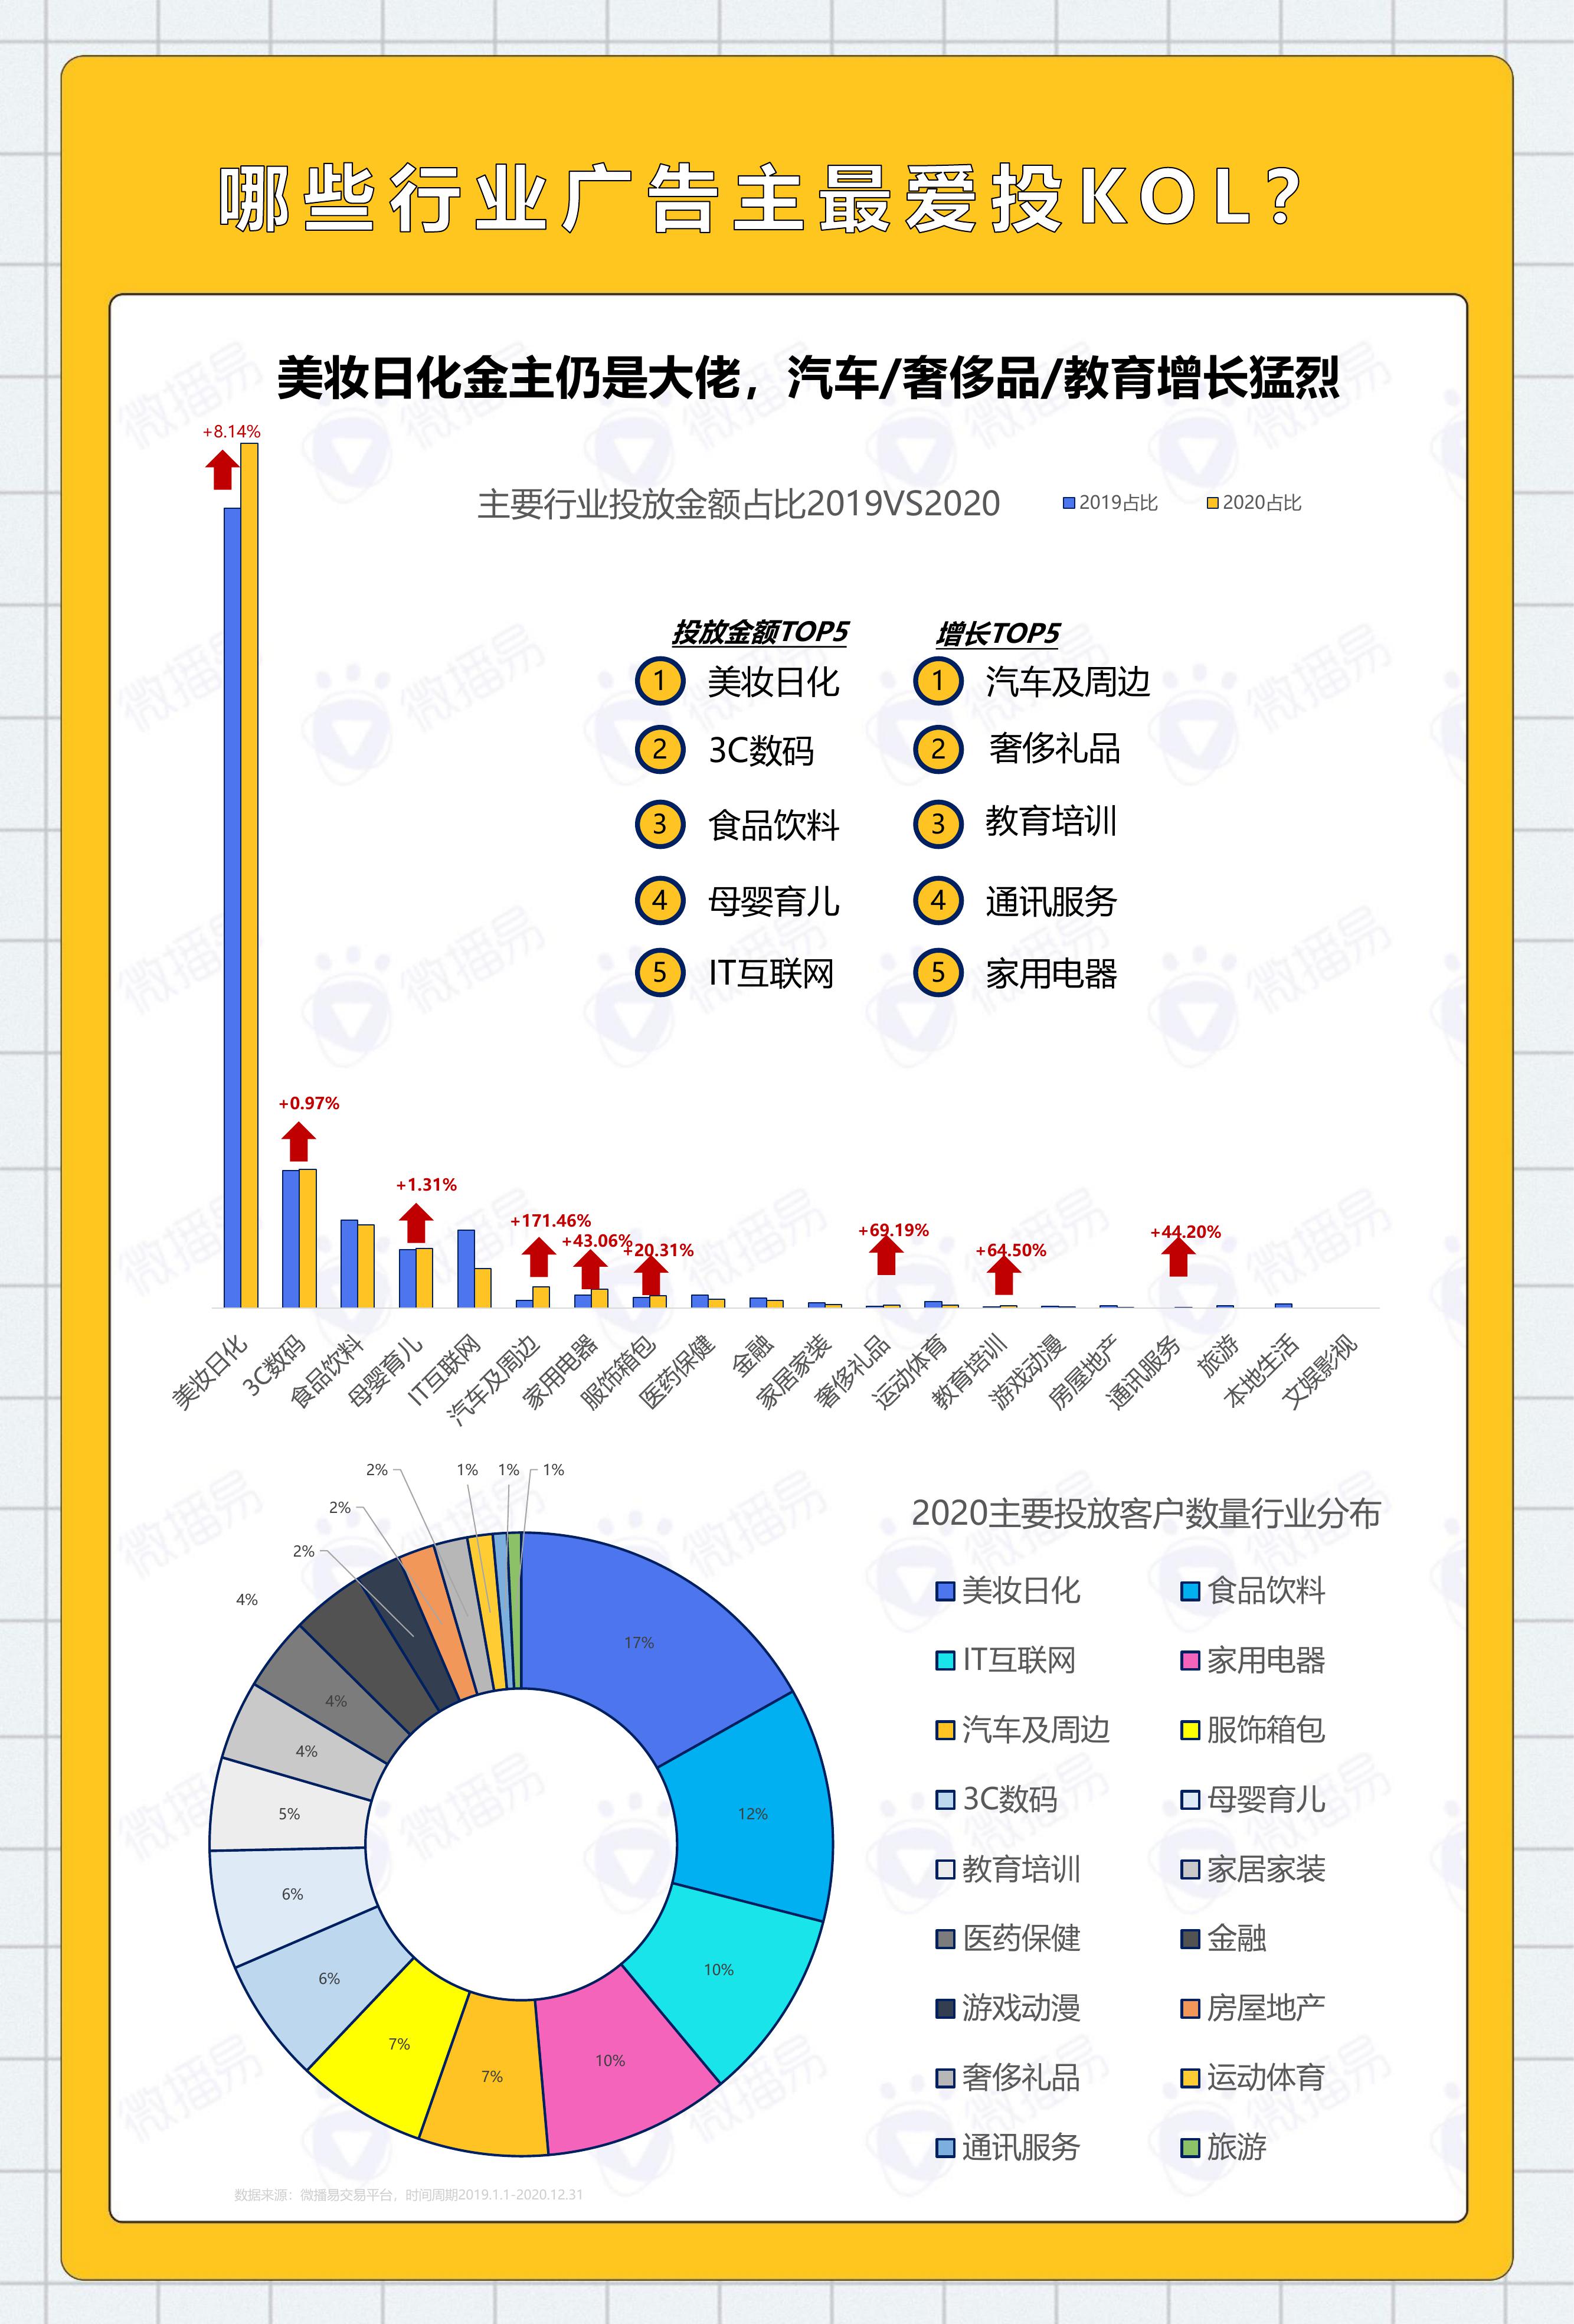 哪些行业广告主最爱投KOL?
美妆日化金主仍是大佬，汽车/奢侈品/教育增长猛烈
+8.14%
主要行业投放金额占比2019VS2020
2019占比 2020占比
投放金额TOP5 增长TOP5
1 美妆日化 1 汽车及周边
2 3C数码 2 奢侈礼品
3 食品饮料 3 教育培训
4 母婴育儿 4 通讯服务
5 IT互联网 5 家用电器
+0.97%
+1.31%
+171.46%
+43.06%
+20.31%
+69.19%
+64.50%
+44.20%
美妆日化
3C数码
食品饮料
母婴育儿
IT互联网
汽车及周边
家用电器
服饰箱包
医药保健
金融
家居家装
奢侈礼品
运动体育
教育培训
游戏动漫
房屋地产
通讯服务
旅游
本地生活
文娱影视
2% 1% 1% 1%
2%
2%
4%
17%
4%
4%
12%
5%
6%
10%
6%
7%
10%
7%
2020主要投放客户数量行业分布
美妆日化 食品饮料
IT互联网 家用电器
汽车及周边 服饰箱包
3C数码 母婴育儿
教育培训 家居家装
医药保健 金融
游戏动漫 房屋地产
奢侈礼品 运动体育
通讯服务 旅游
数据来源：微播易交易平台，时间周期2019.1.1-2020.12.31
微播易